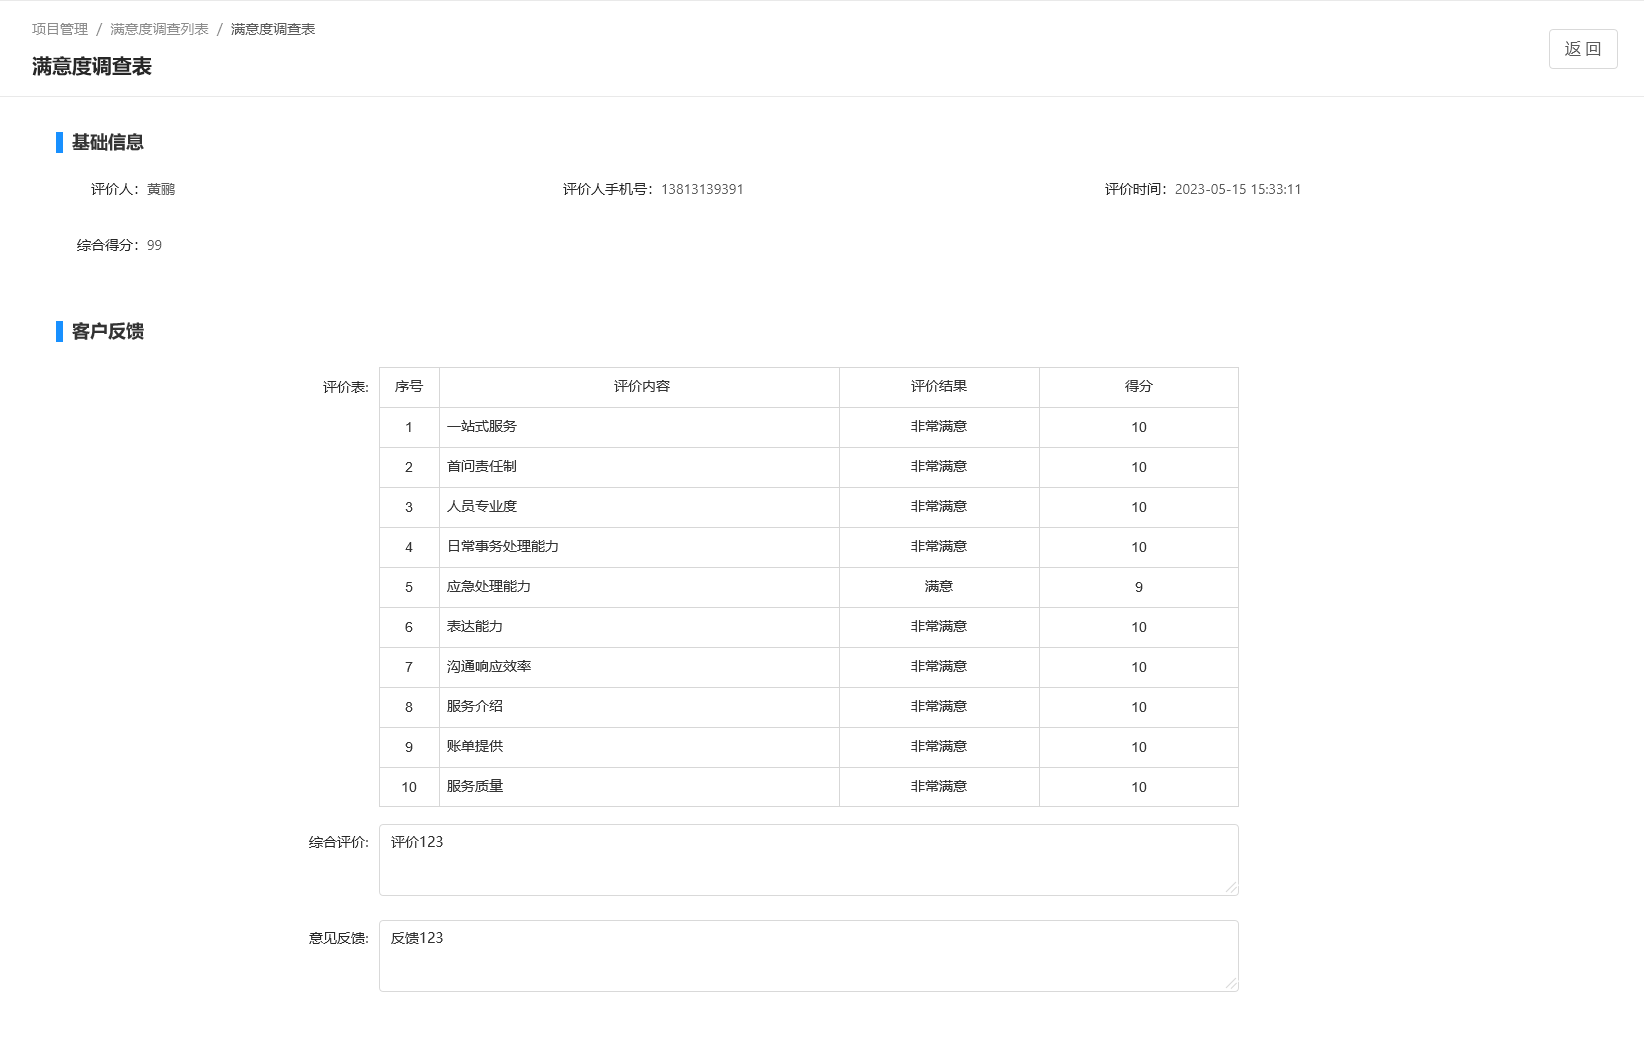 项目管理 / 满意度调查列表 / 满意度调查表
满意度调查表
返 回
基础信息
评价人：黄鹂 评价人手机号：13813139391 评价时间：2023-05-15 15:33:11
综合得分：99
客户反馈
评价表:
序号 评价内容 评价结果 得分
1 一站式服务 非常满意 10
2 首问责任制 非常满意 10
3 人员专业度 非常满意 10
4 日常事务处理能力 非常满意 10
5 应急处理能力 满意 9
6 表达能力 非常满意 10
7 沟通响应效率 非常满意 10
8 服务介绍 非常满意 10
9 账单提供 非常满意 10
10 服务质量 非常满意 10
综合评价: 评价123
意见反馈: 反馈123